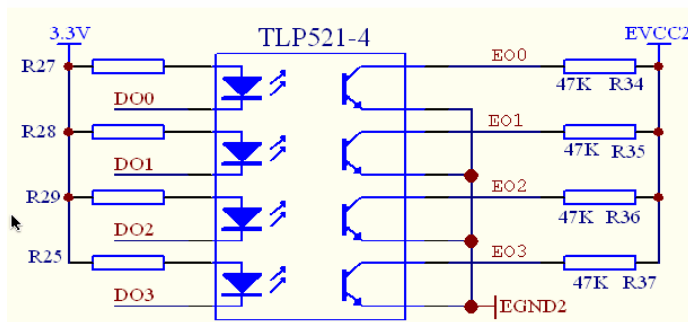 3.3V TLP521-4 EVCC2
R27 EO0
DO0 47K R34
R28 EO1
DO1 47K R35
R29 EO2
DO2 47K R36
R25 EO3
DO3 47K R37
EGND2